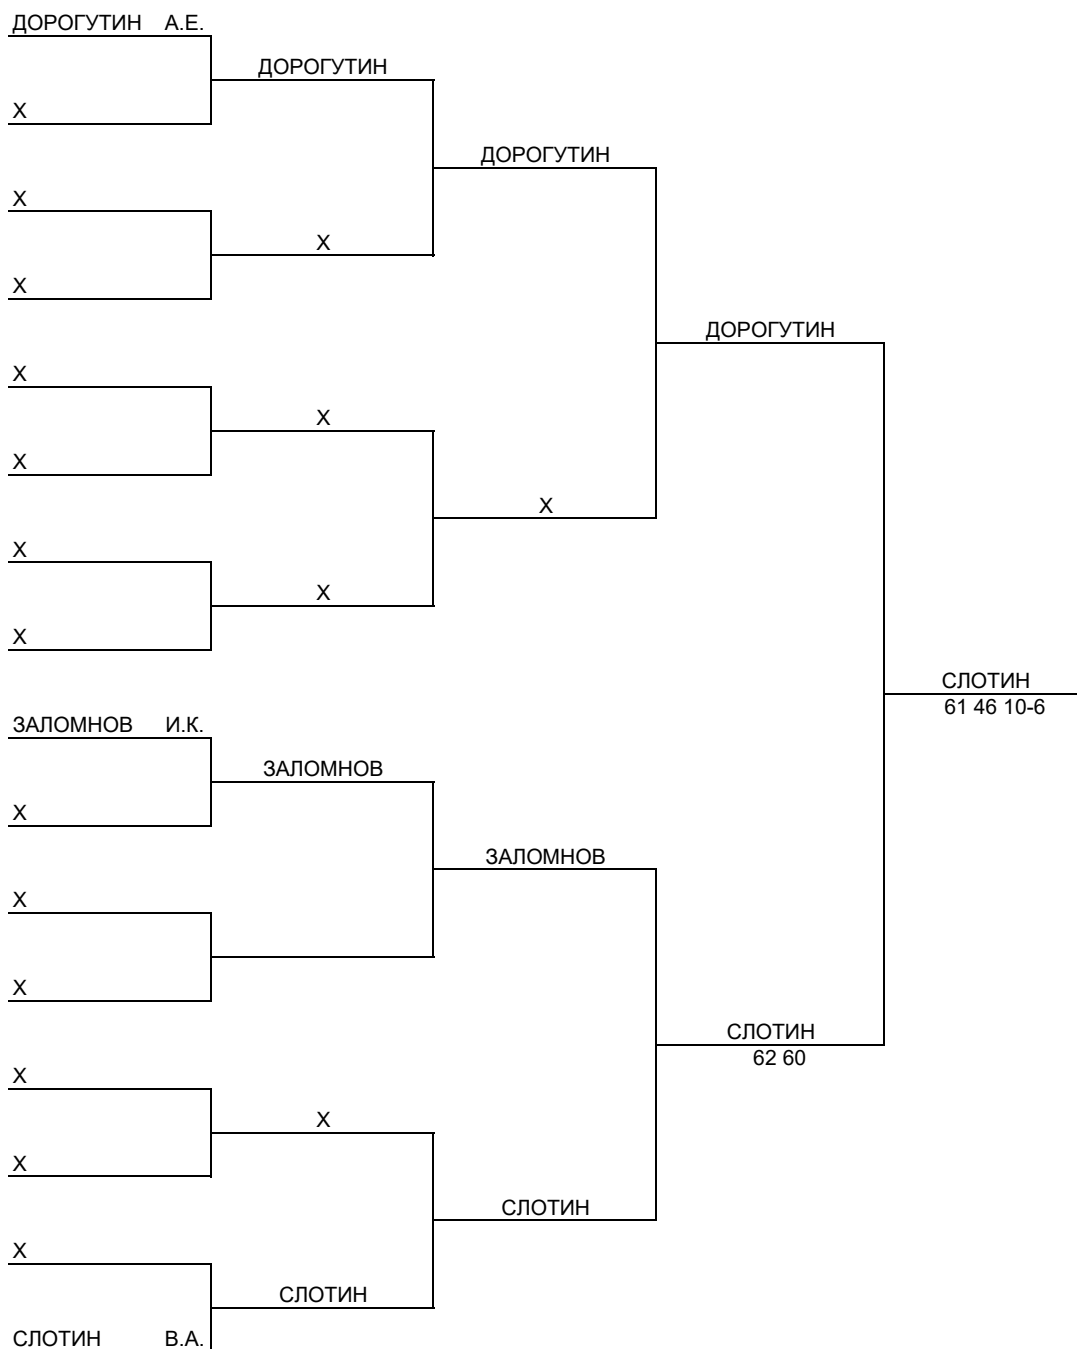 ДОРОГУТИН А.Е.
ДОРОГУТИН
Х
ДОРОГУТИН
Х
Х
Х
ДОРОГУТИН
Х
Х
Х
Х
Х
Х
Х
СЛОТИН
61 46 10-6
ЗАЛОМНОВ И.К.
ЗАЛОМНОВ
Х
ЗАЛОМНОВ
Х
Х
СЛОТИН
62 60
Х
Х
Х
СЛОТИН
Х
СЛОТИН
СЛОТИН В.А.